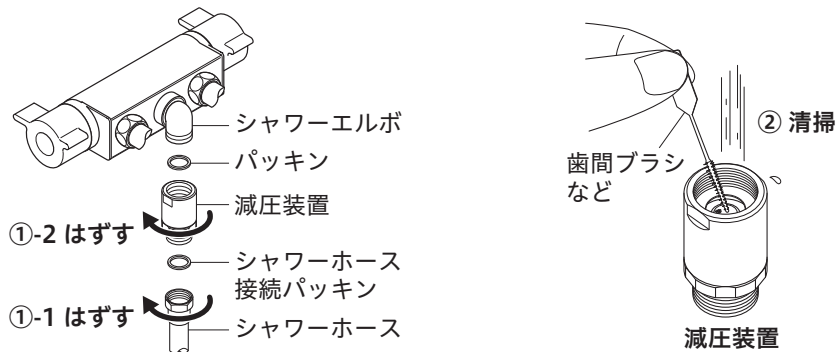 シャワーエルボ
パッキン
減圧装置
①-2 はずす
シャワーホース
接続パッキン
①-1 はずす
シャワーホース
② 清掃
歯間ブラシ
など
減圧装置